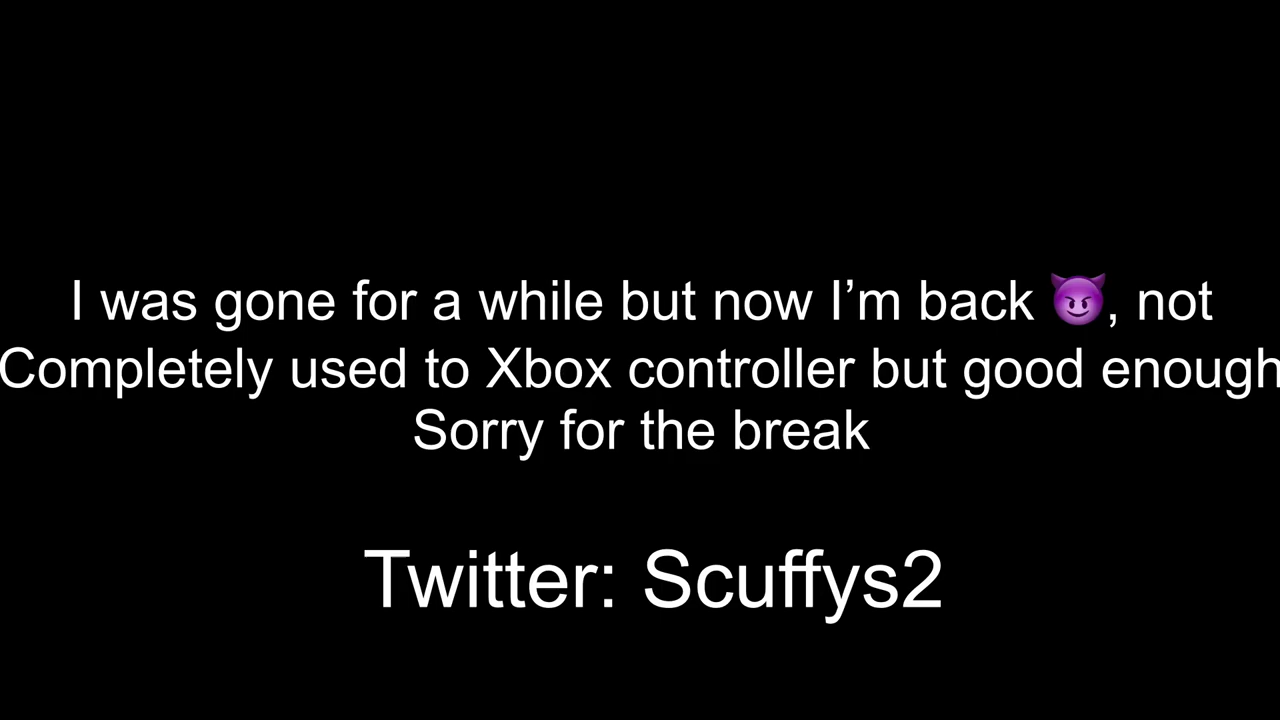 I was gone for a while but now I’m back 😈, not
Completely used to Xbox controller but good enough
Sorry for the break
Twitter: Scuffys2